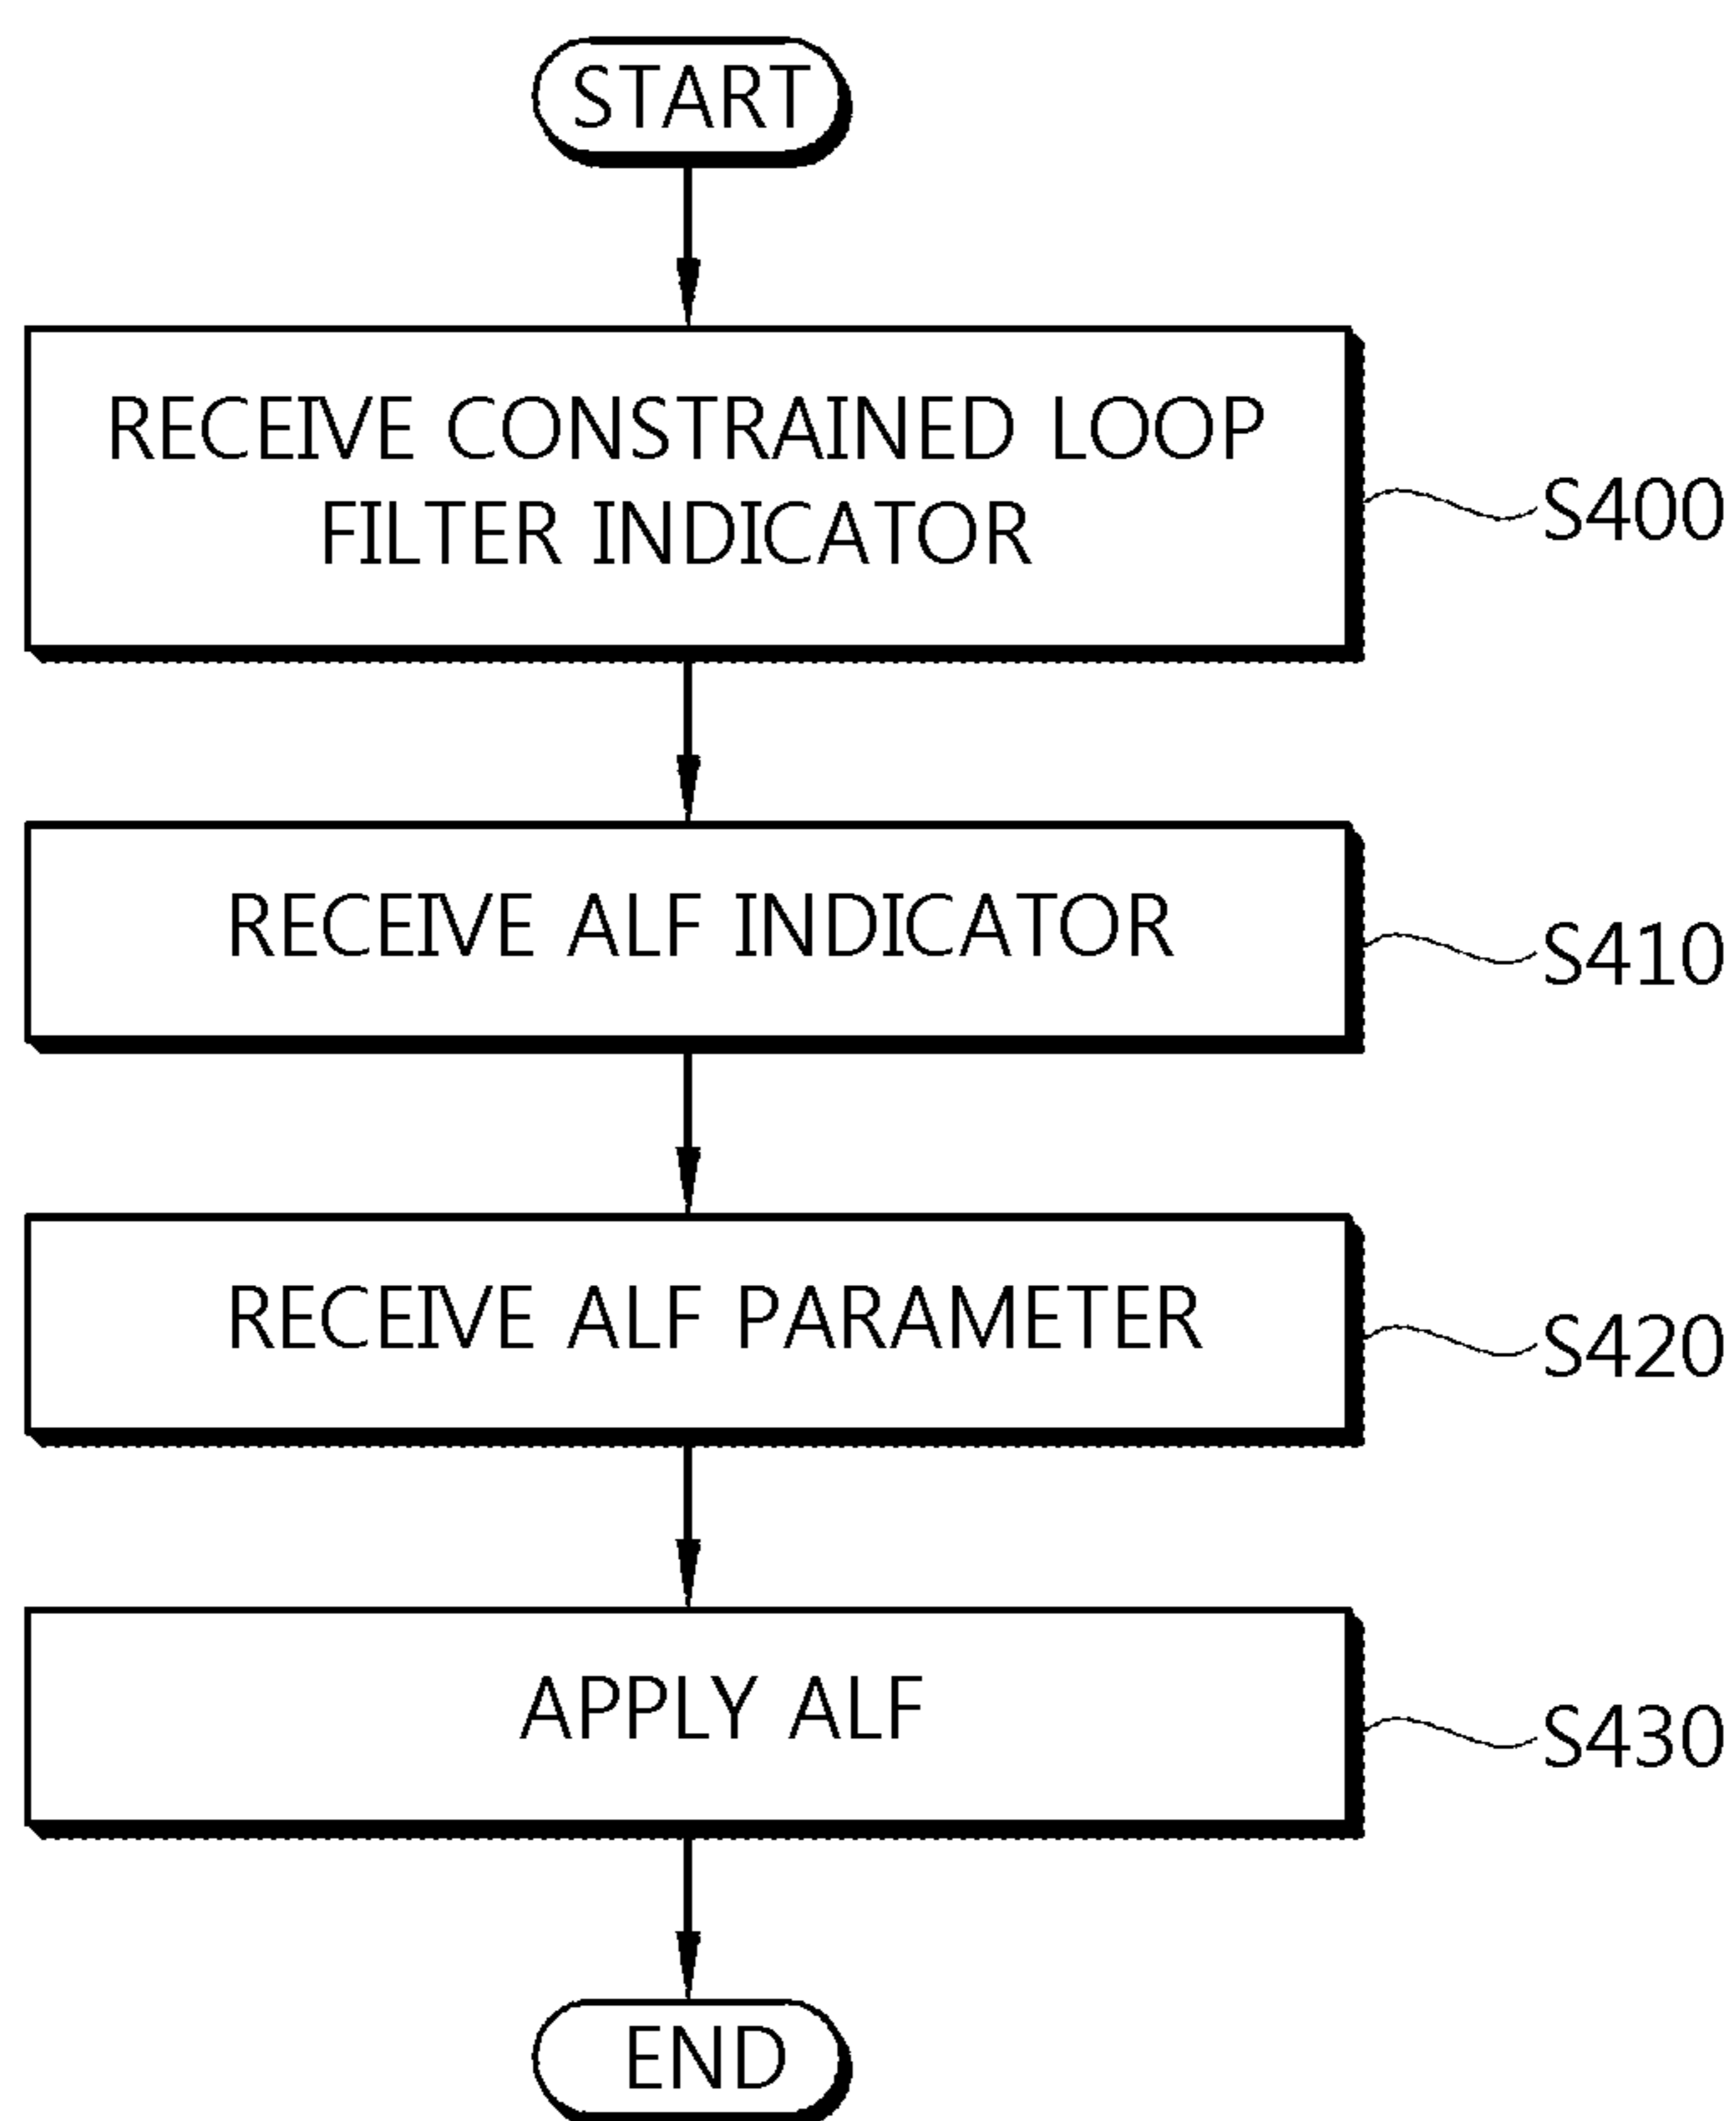 START
RECEIVE CONSTRAINED LOOP
FILTER INDICATOR
S400
RECEIVE ALF INDICATOR
S410
RECEIVE ALF PARAMETER
S420
APPLY ALF
S430
END